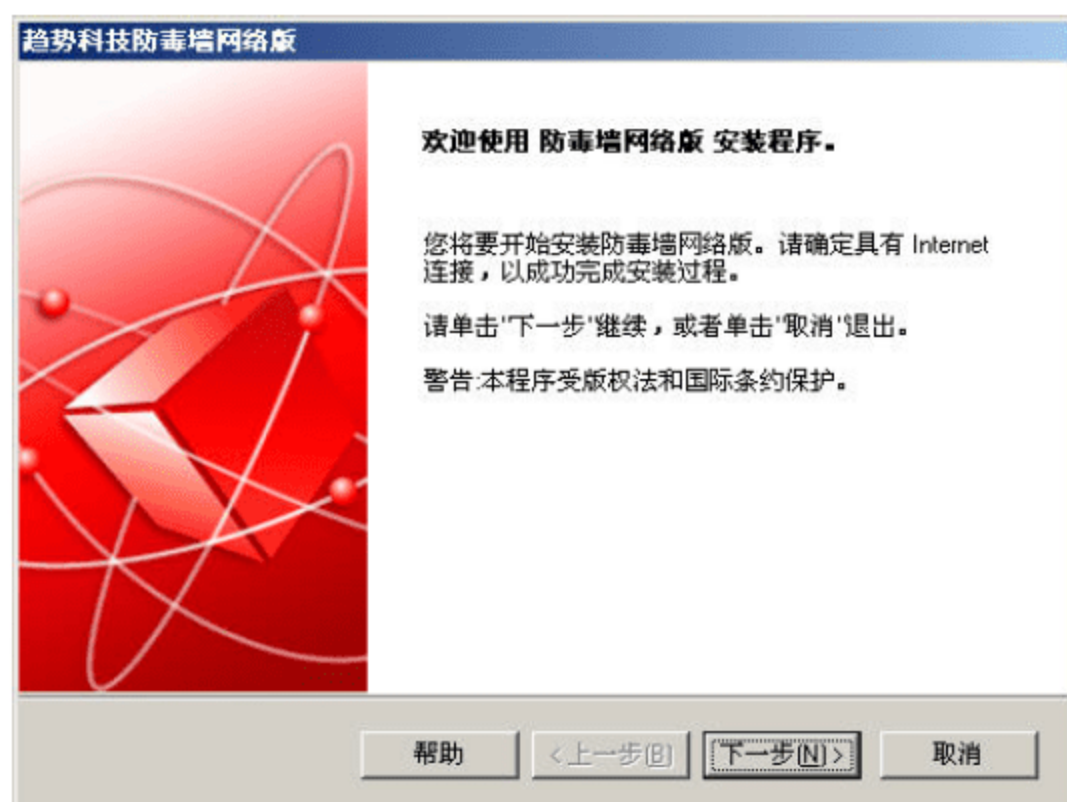 趋势科技防毒墙网络版
欢迎使用 防毒墙网络版 安装程序。
您将要开始安装防毒墙网络版。请确定具有 Internet
连接，以成功完成安装过程。
请单击"下一步"继续，或者单击"取消"退出。
警告:本程序受版权法和国际条约保护。
帮助
<上一步(B)
下一步(N)>
取消